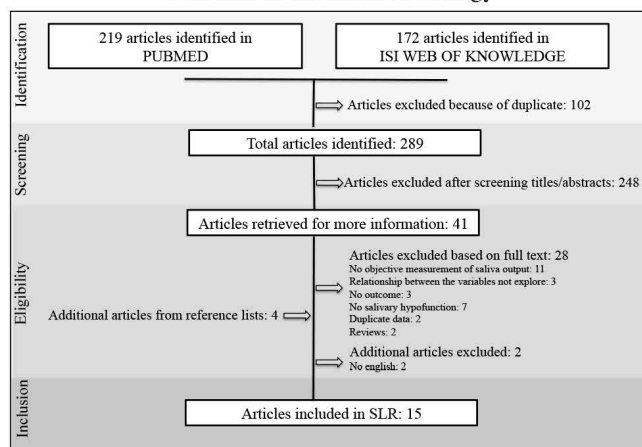 Identification
219 articles identified in
PUBMED
172 articles identified in
ISI WEB OF KNOWLEDGE
Articles excluded because of duplicate: 102
Screening
Total articles identified: 289
Articles excluded after screening titles/abstracts: 248
Eligibility
Articles retrieved for more information: 41
Articles excluded based on full text: 28
No objective measurement of saliva output: 11
Relationship between the variables not explore: 3
No outcome: 3
No salivary hypofunction: 7
Duplicate data: 2
Reviews: 2
Additional articles from reference lists: 4
Additional articles excluded: 2
No english: 2
Inclusion
Articles included in SLR: 15